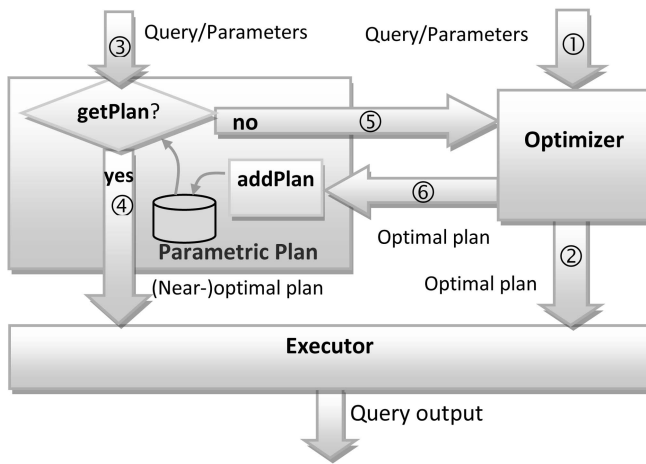 ③ Query/Parameters
Query/Parameters ①
getPlan?
no ⑤
Optimizer
yes
④
addPlan
⑥
Optimal plan
②
Parametric Plan
(Near-)optimal plan
Optimal plan
Executor
Query output